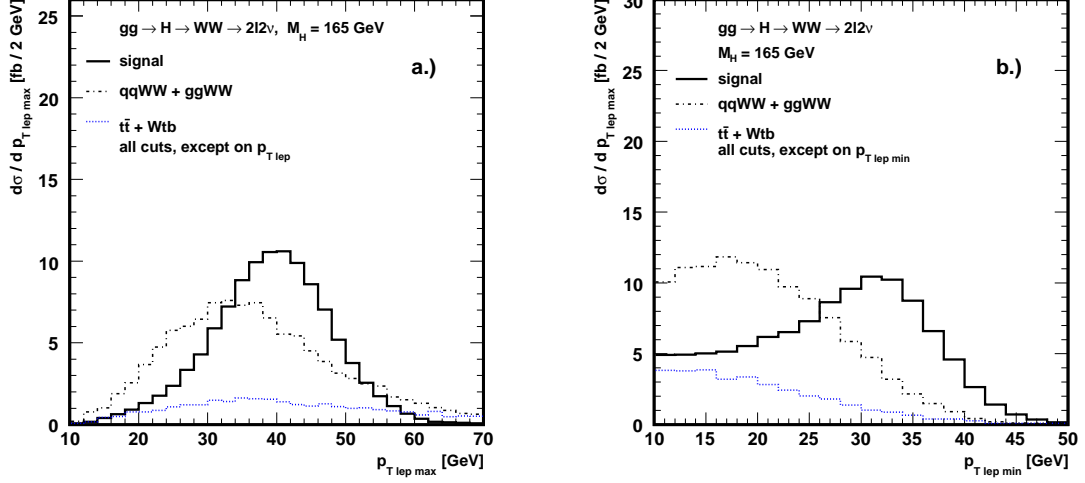 gg → H → WW → 2l2ν, M_H = 165 GeV
a.)
signal
qqWW + ggWW
tt̄ + Wtb
all cuts, except on p_T lep
dσ / d p_T lep max [fb / 2 GeV]
25
20
15
10
5
0
10 20 30 40 50 60 70
p_T lep max [GeV]
gg → H → WW → 2l2ν
M_H = 165 GeV
b.)
signal
qqWW + ggWW
tt̄ + Wtb
all cuts, except on p_T lep min
dσ / d p_T lep max [fb / 2 GeV]
30
25
20
15
10
5
0
10 15 20 25 30 35 40 45 50
p_T lep min [GeV]